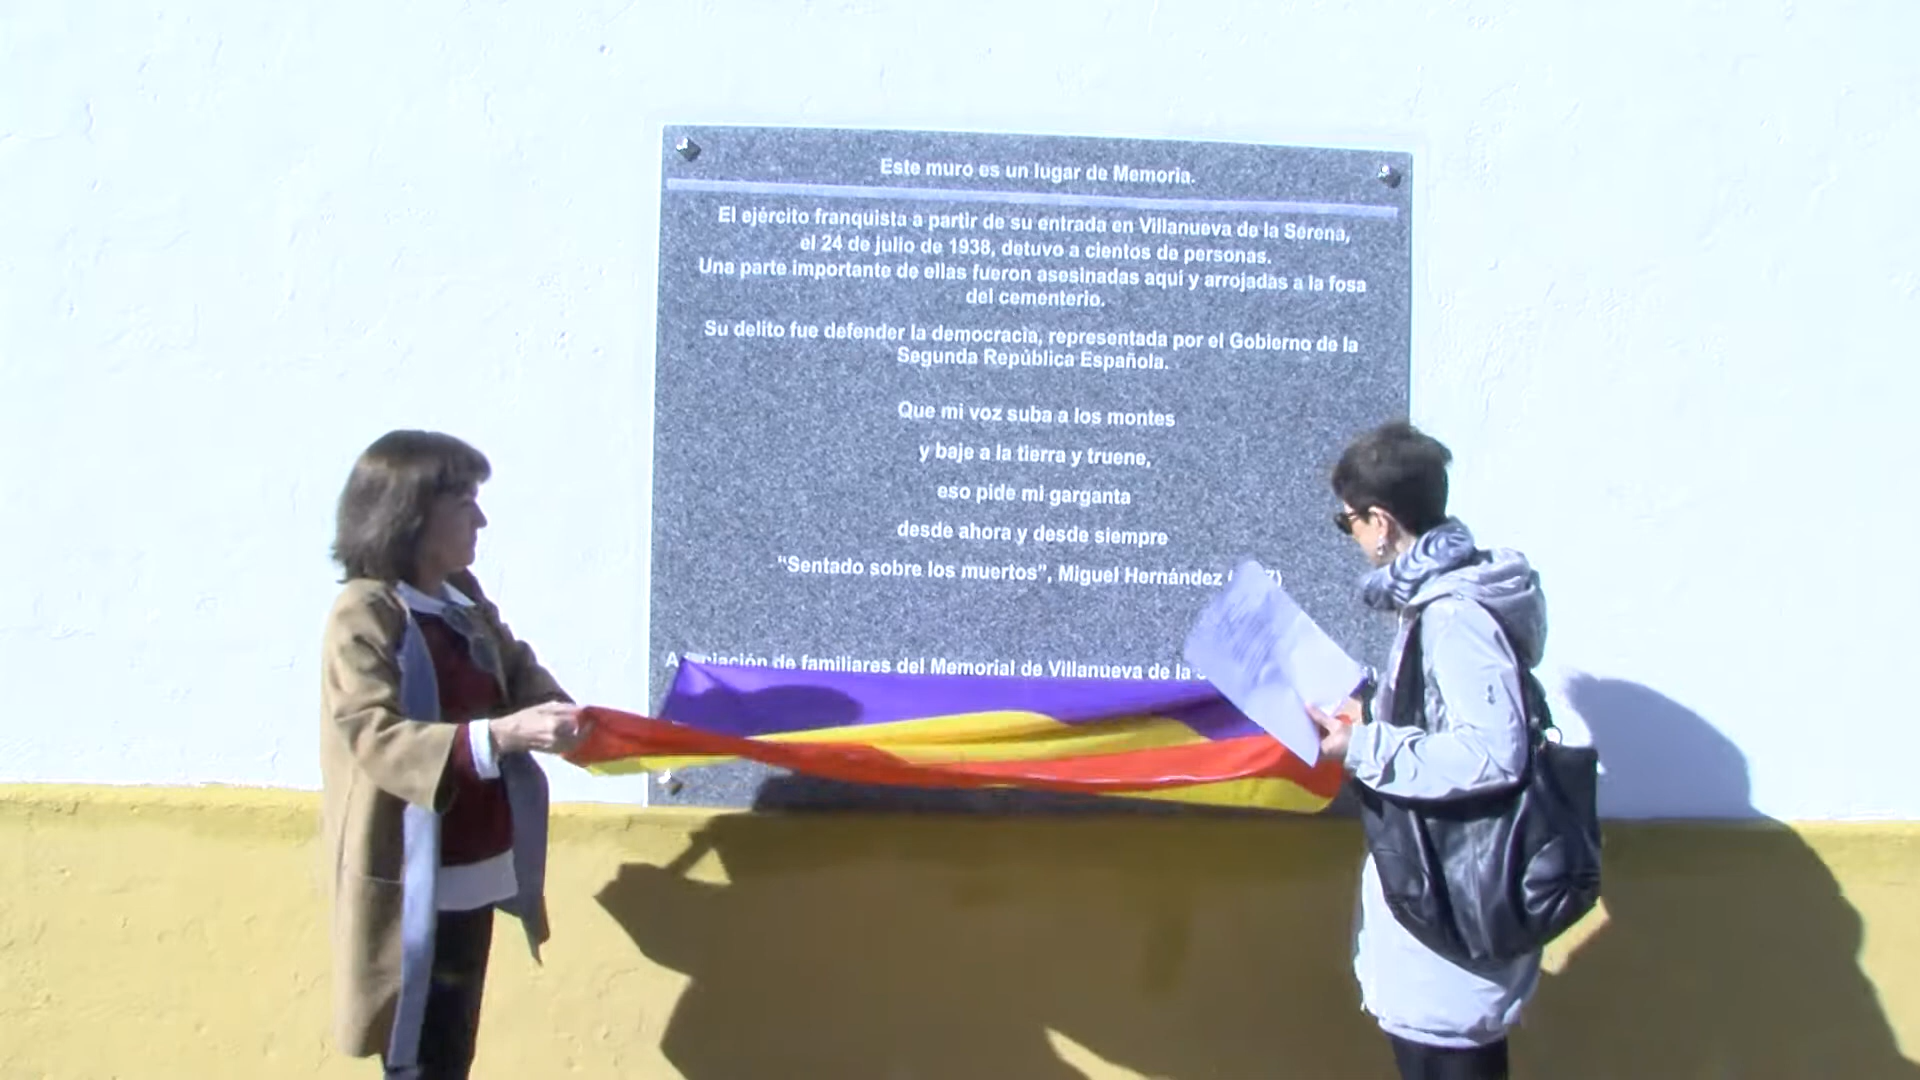 Este muro es un lugar de Memoria.
El ejército franquista a partir de su entrada en Villanueva de la Serena,
el 24 de julio de 1938, detuvo a cientos de personas.
Una parte importante de ellas fueron asesinadas aquí y arrojadas a la fosa
del cementerio.
Su delito fue defender la democracia, representada por el Gobierno de la
Segunda República Española.
Que mi voz suba a los montes
y baje a la tierra y truene,
eso pide mi garganta
desde ahora y desde siempre
“Sentado sobre los muertos”, Miguel Hernández
de familiares del Memorial de Villanueva de la